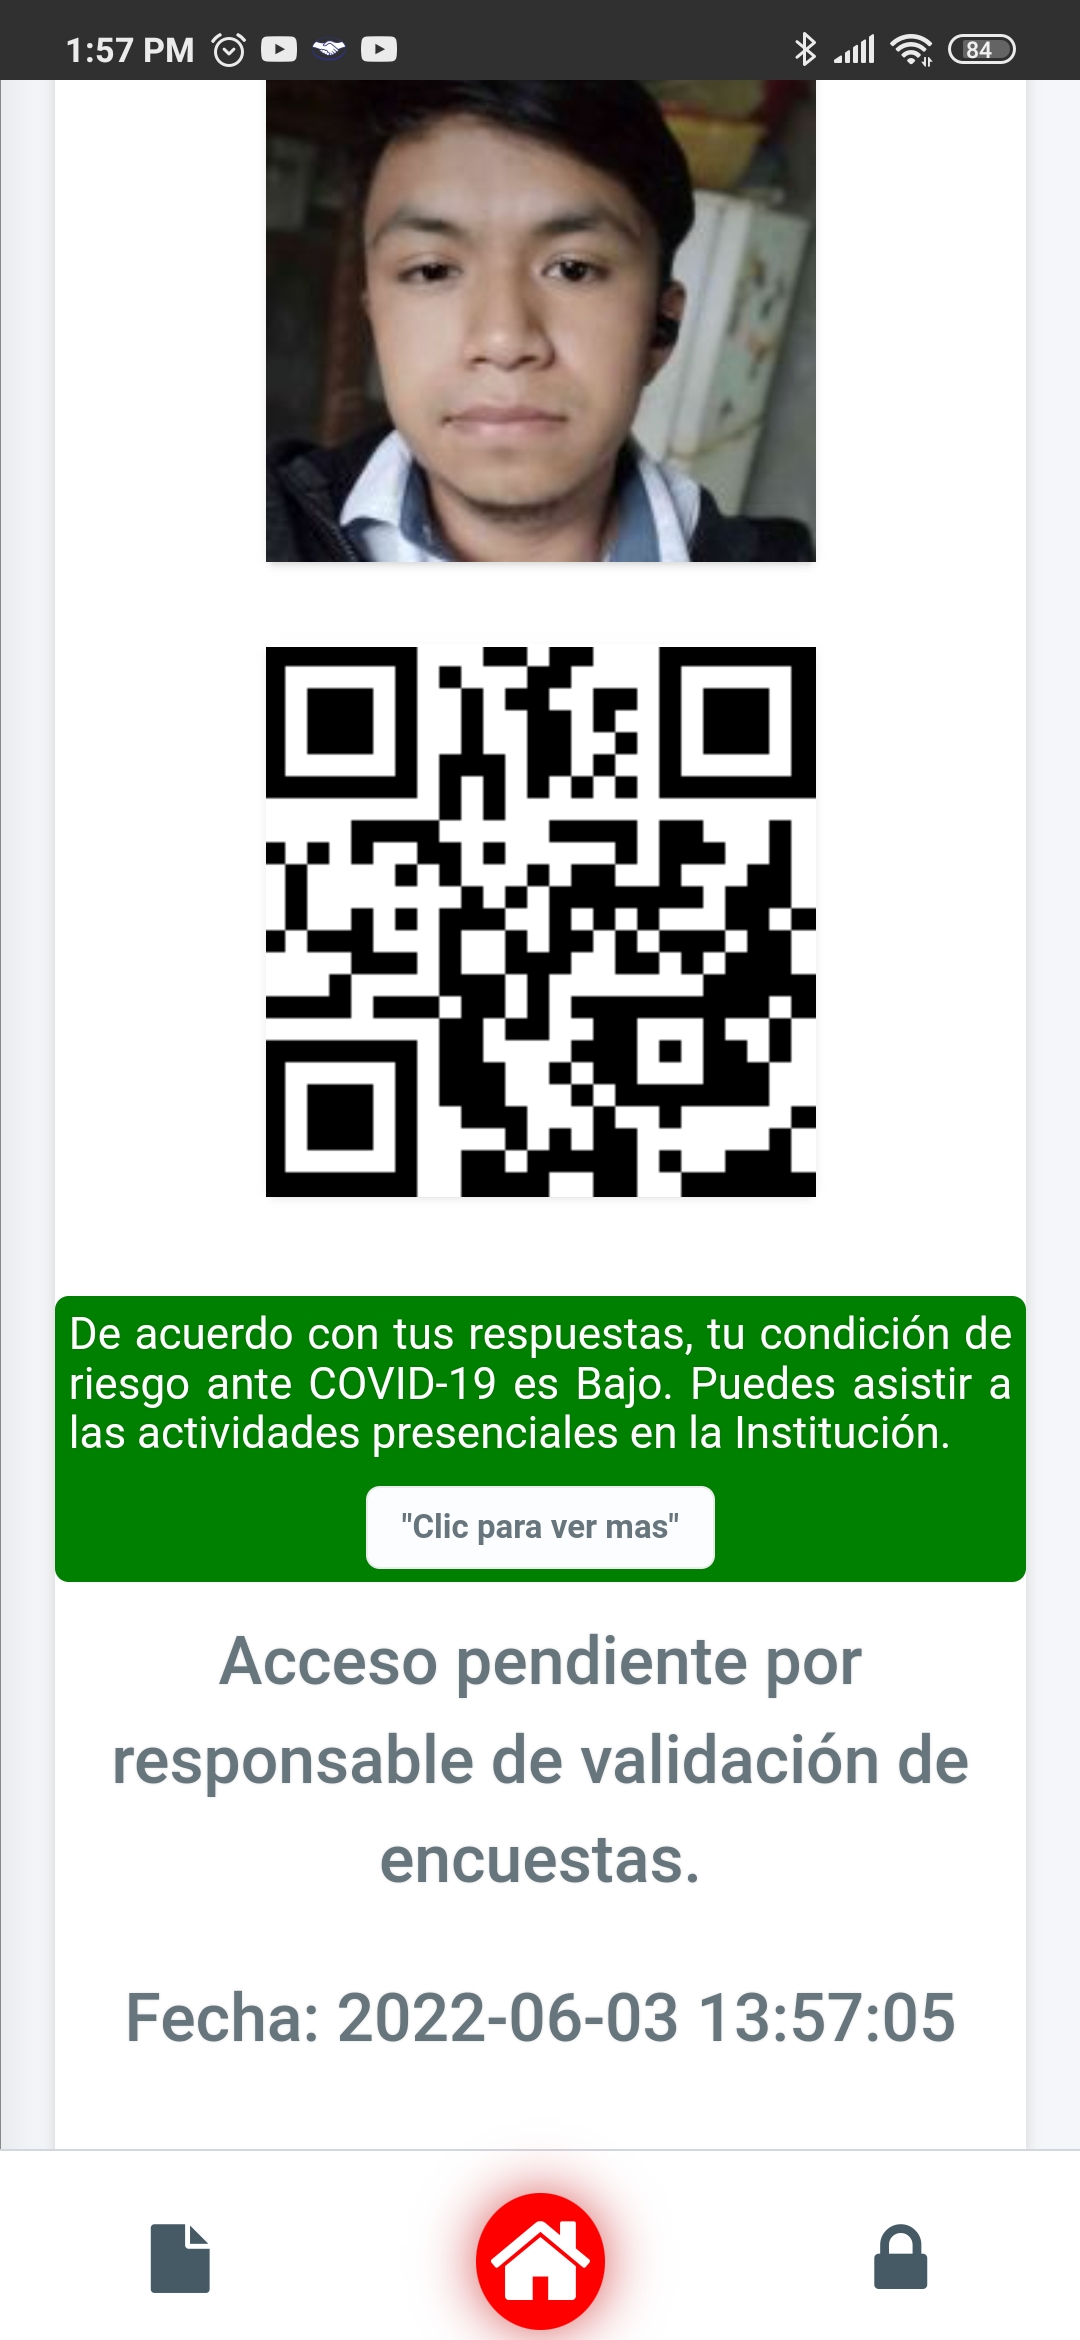 1:57 PM
84
De acuerdo con tus respuestas, tu condición de
riesgo ante COVID-19 es Bajo. Puedes asistir a
las actividades presenciales en la Institución.
"Clic para ver mas"
Acceso pendiente por
responsable de validación de
encuestas.
Fecha: 2022-06-03 13:57:05